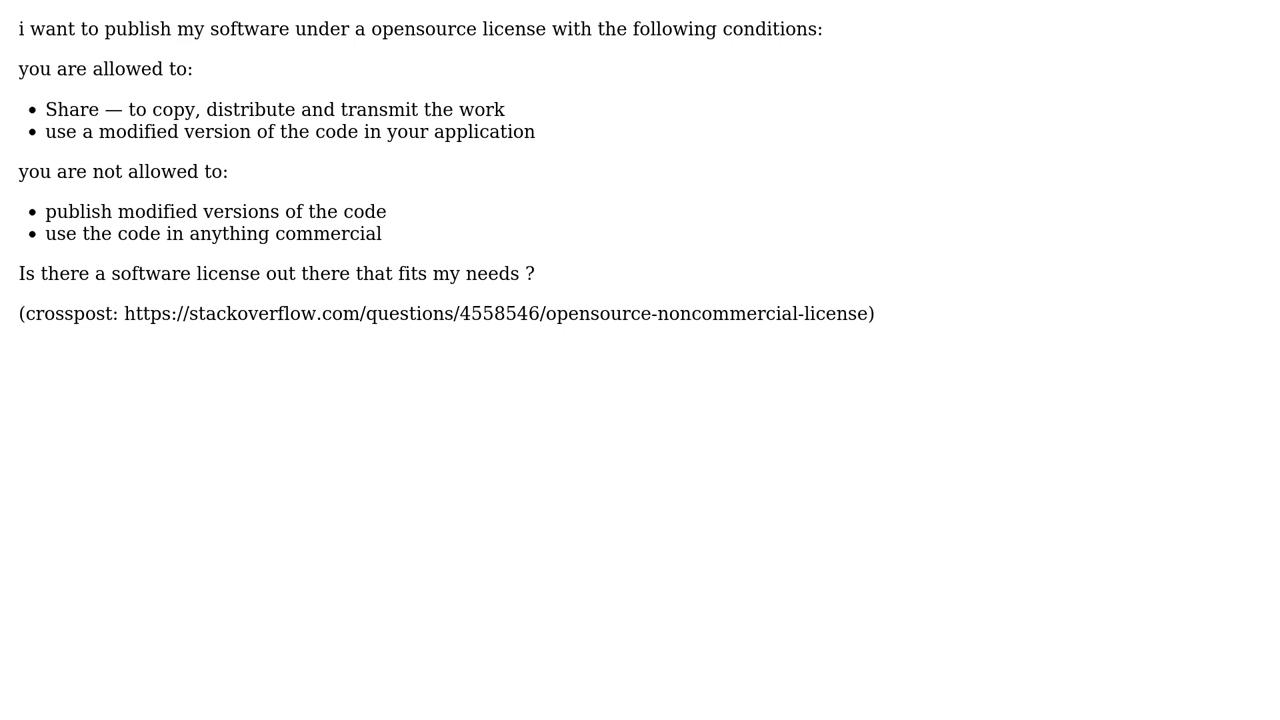 i want to publish my software under a opensource license with the following conditions:
you are allowed to:
• Share — to copy, distribute and transmit the work
• use a modified version of the code in your application
you are not allowed to:
• publish modified versions of the code
• use the code in anything commercial
Is there a software license out there that fits my needs ?
(crosspost: https://stackoverflow.com/questions/4558546/opensource-noncommercial-license)